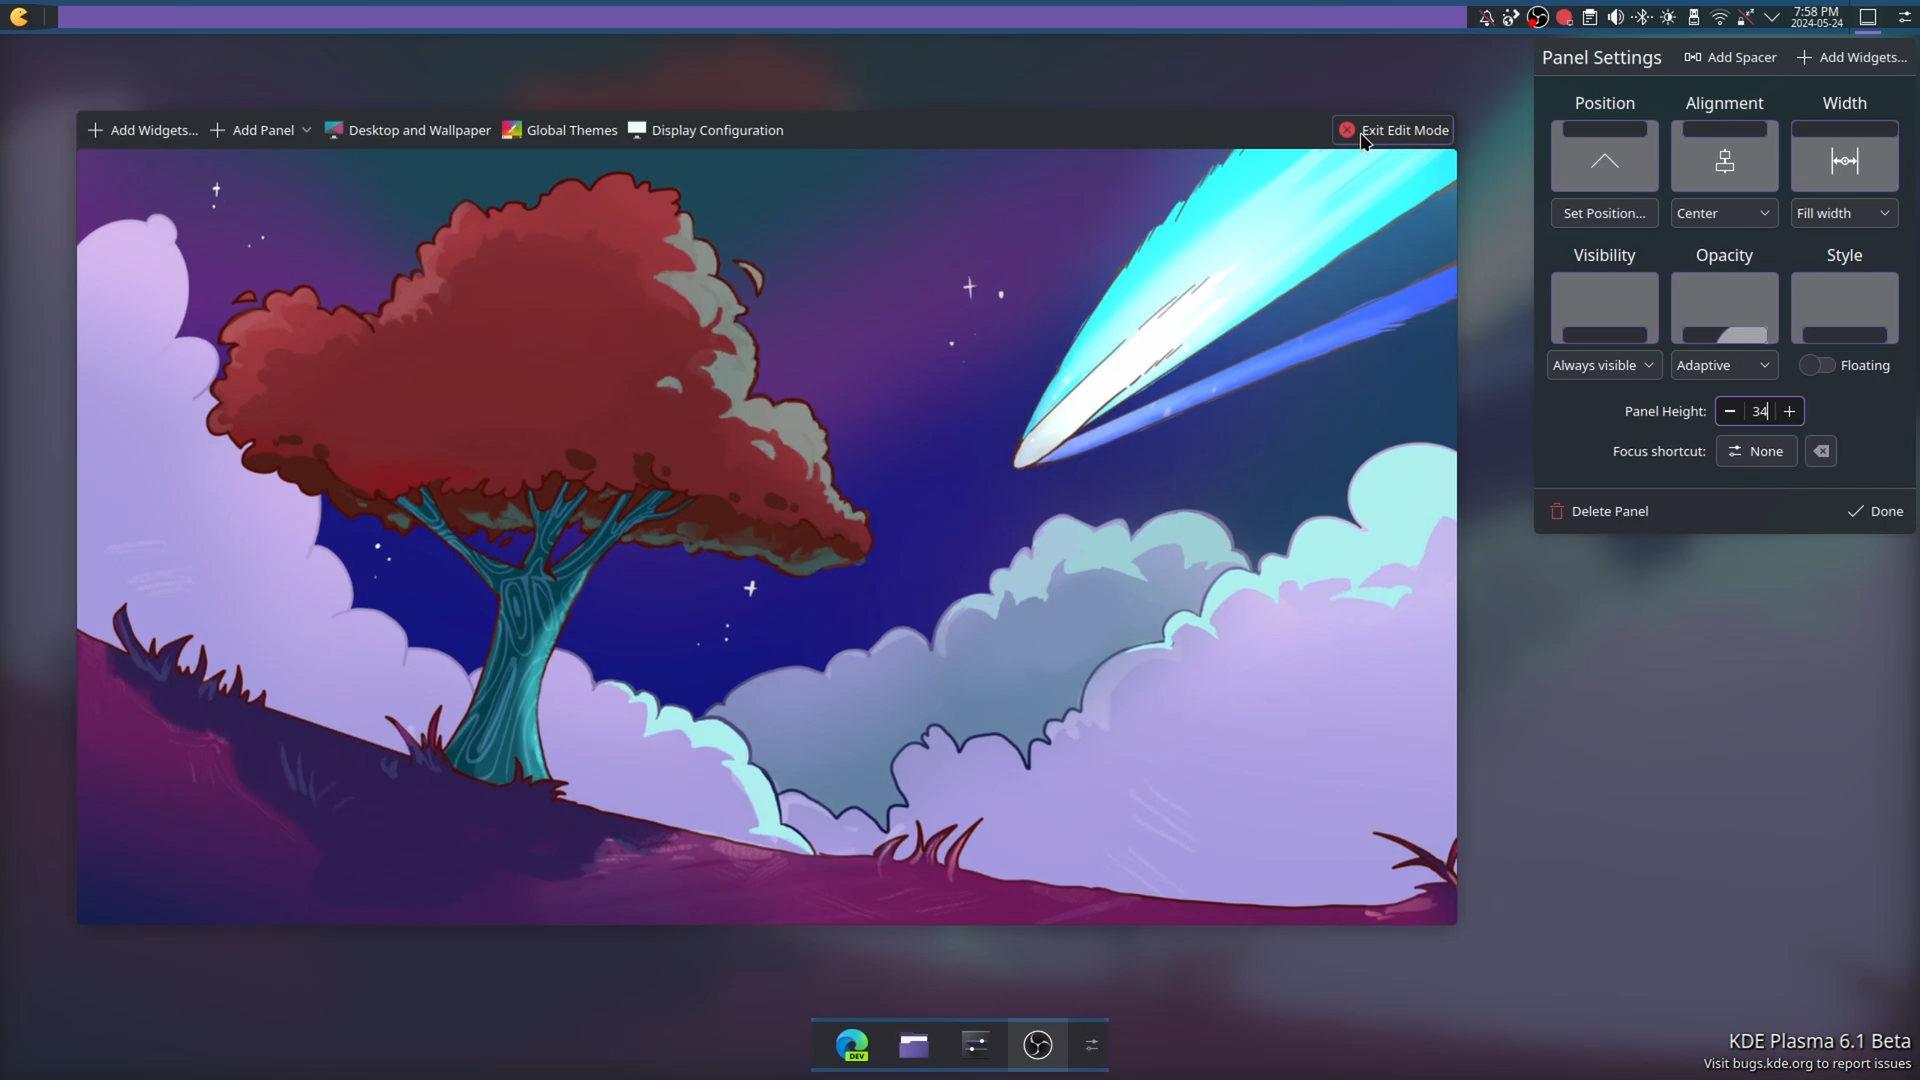 7:58 PM
2024-05-24
Panel Settings
Add Spacer
Add Widgets...
Add Widgets...
Add Panel
Desktop and Wallpaper
Global Themes
Display Configuration
Exit Edit Mode
Position
Alignment
Width
Set Position...
Center
Fill width
Visibility
Opacity
Style
Always visible
Adaptive
Floating
Panel Height:
34
Focus shortcut:
None
Delete Panel
Done
DEV
KDE Plasma 6.1 Beta
Visit bugs.kde.org to report issues